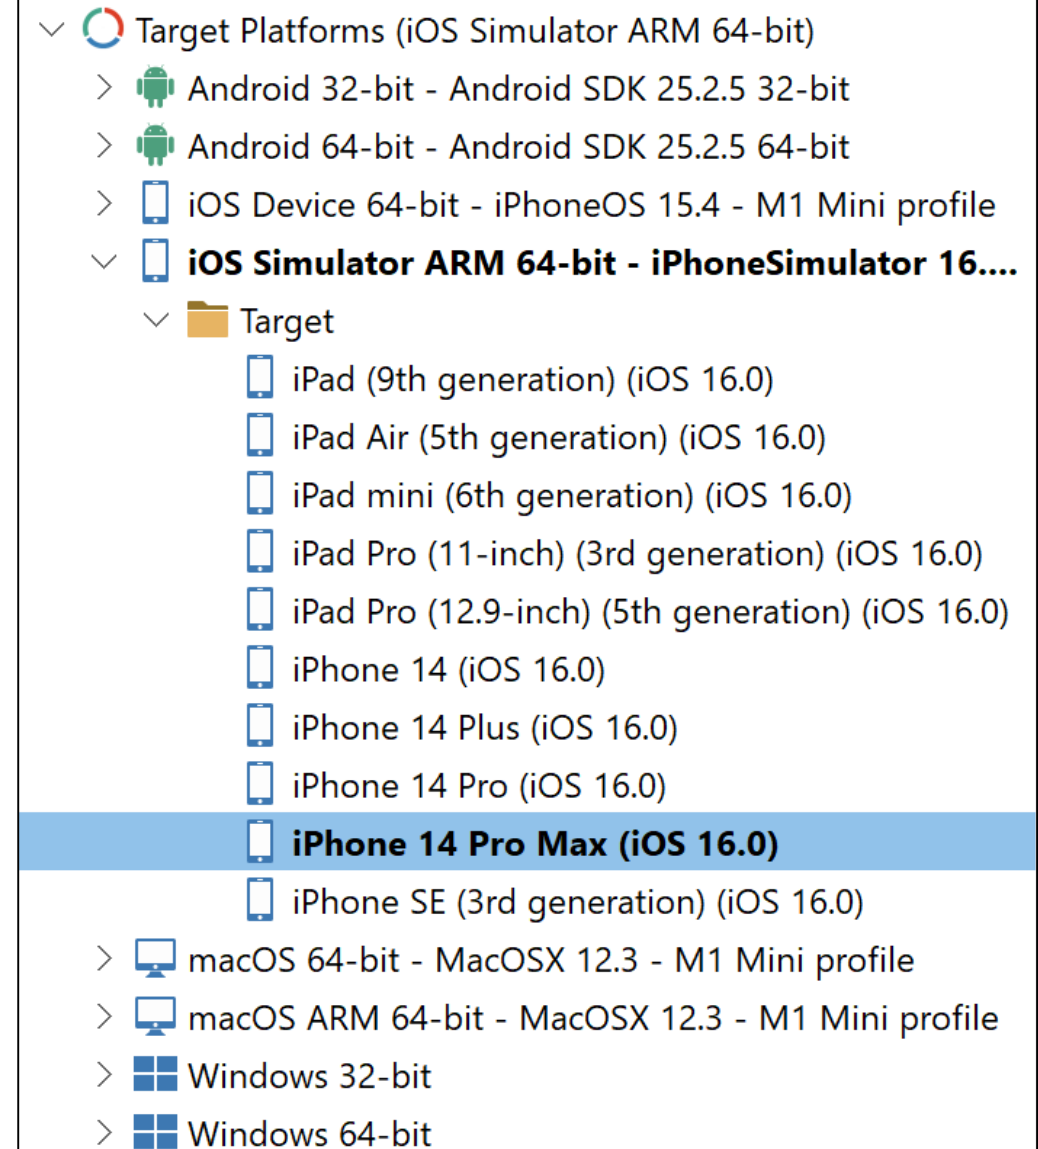 Target Platforms (iOS Simulator ARM 64-bit)
Android 32-bit - Android SDK 25.2.5 32-bit
Android 64-bit - Android SDK 25.2.5 64-bit
iOS Device 64-bit - iPhoneOS 15.4 - M1 Mini profile
iOS Simulator ARM 64-bit - iPhoneSimulator 16....
Target
iPad (9th generation) (iOS 16.0)
iPad Air (5th generation) (iOS 16.0)
iPad mini (6th generation) (iOS 16.0)
iPad Pro (11-inch) (3rd generation) (iOS 16.0)
iPad Pro (12.9-inch) (5th generation) (iOS 16.0)
iPhone 14 (iOS 16.0)
iPhone 14 Plus (iOS 16.0)
iPhone 14 Pro (iOS 16.0)
iPhone 14 Pro Max (iOS 16.0)
iPhone SE (3rd generation) (iOS 16.0)
macOS 64-bit - MacOSX 12.3 - M1 Mini profile
macOS ARM 64-bit - MacOSX 12.3 - M1 Mini profile
Windows 32-bit
Windows 64-bit